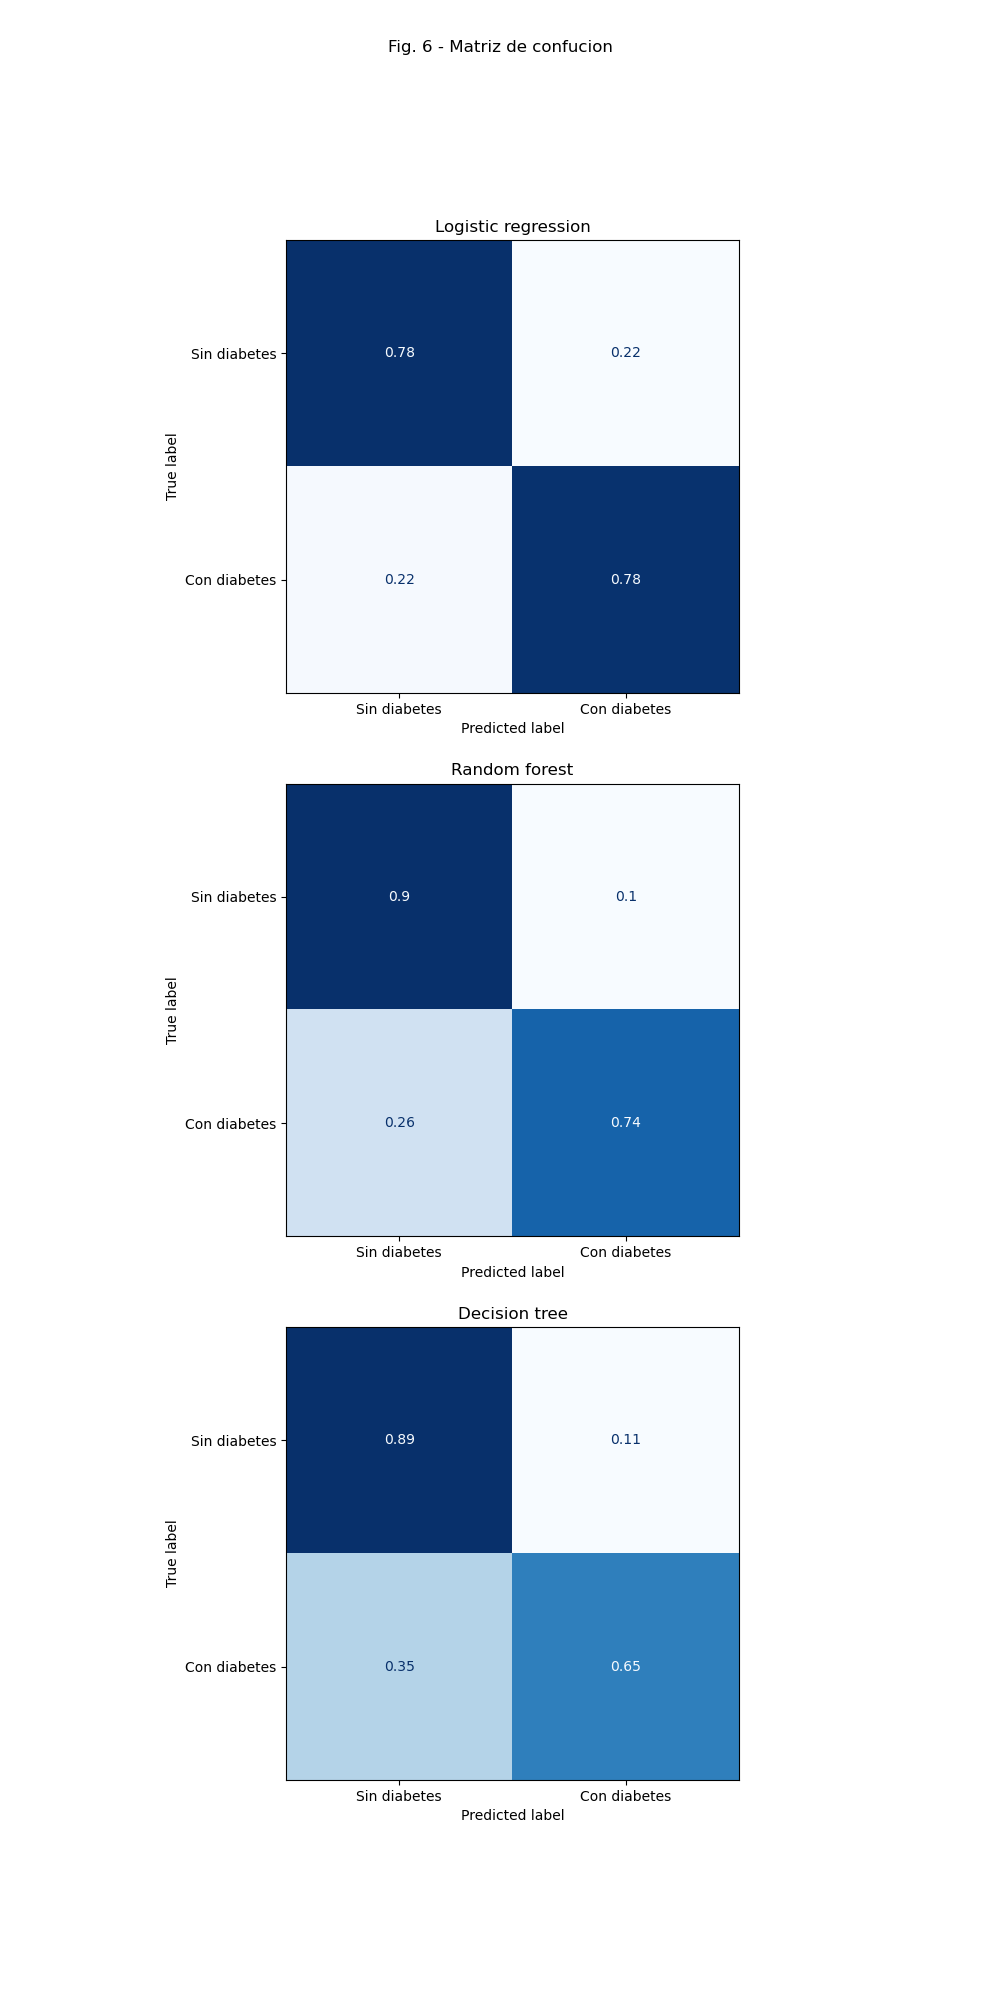 Fig. 6 - Matriz de confucion
Logistic regression
True label
Sin diabetes
0.78
0.22
Con diabetes
0.22
0.78
Sin diabetes
Con diabetes
Predicted label
Random forest
True label
Sin diabetes
0.9
0.1
Con diabetes
0.26
0.74
Sin diabetes
Con diabetes
Predicted label
Decision tree
True label
Sin diabetes
0.89
0.11
Con diabetes
0.35
0.65
Sin diabetes
Con diabetes
Predicted label